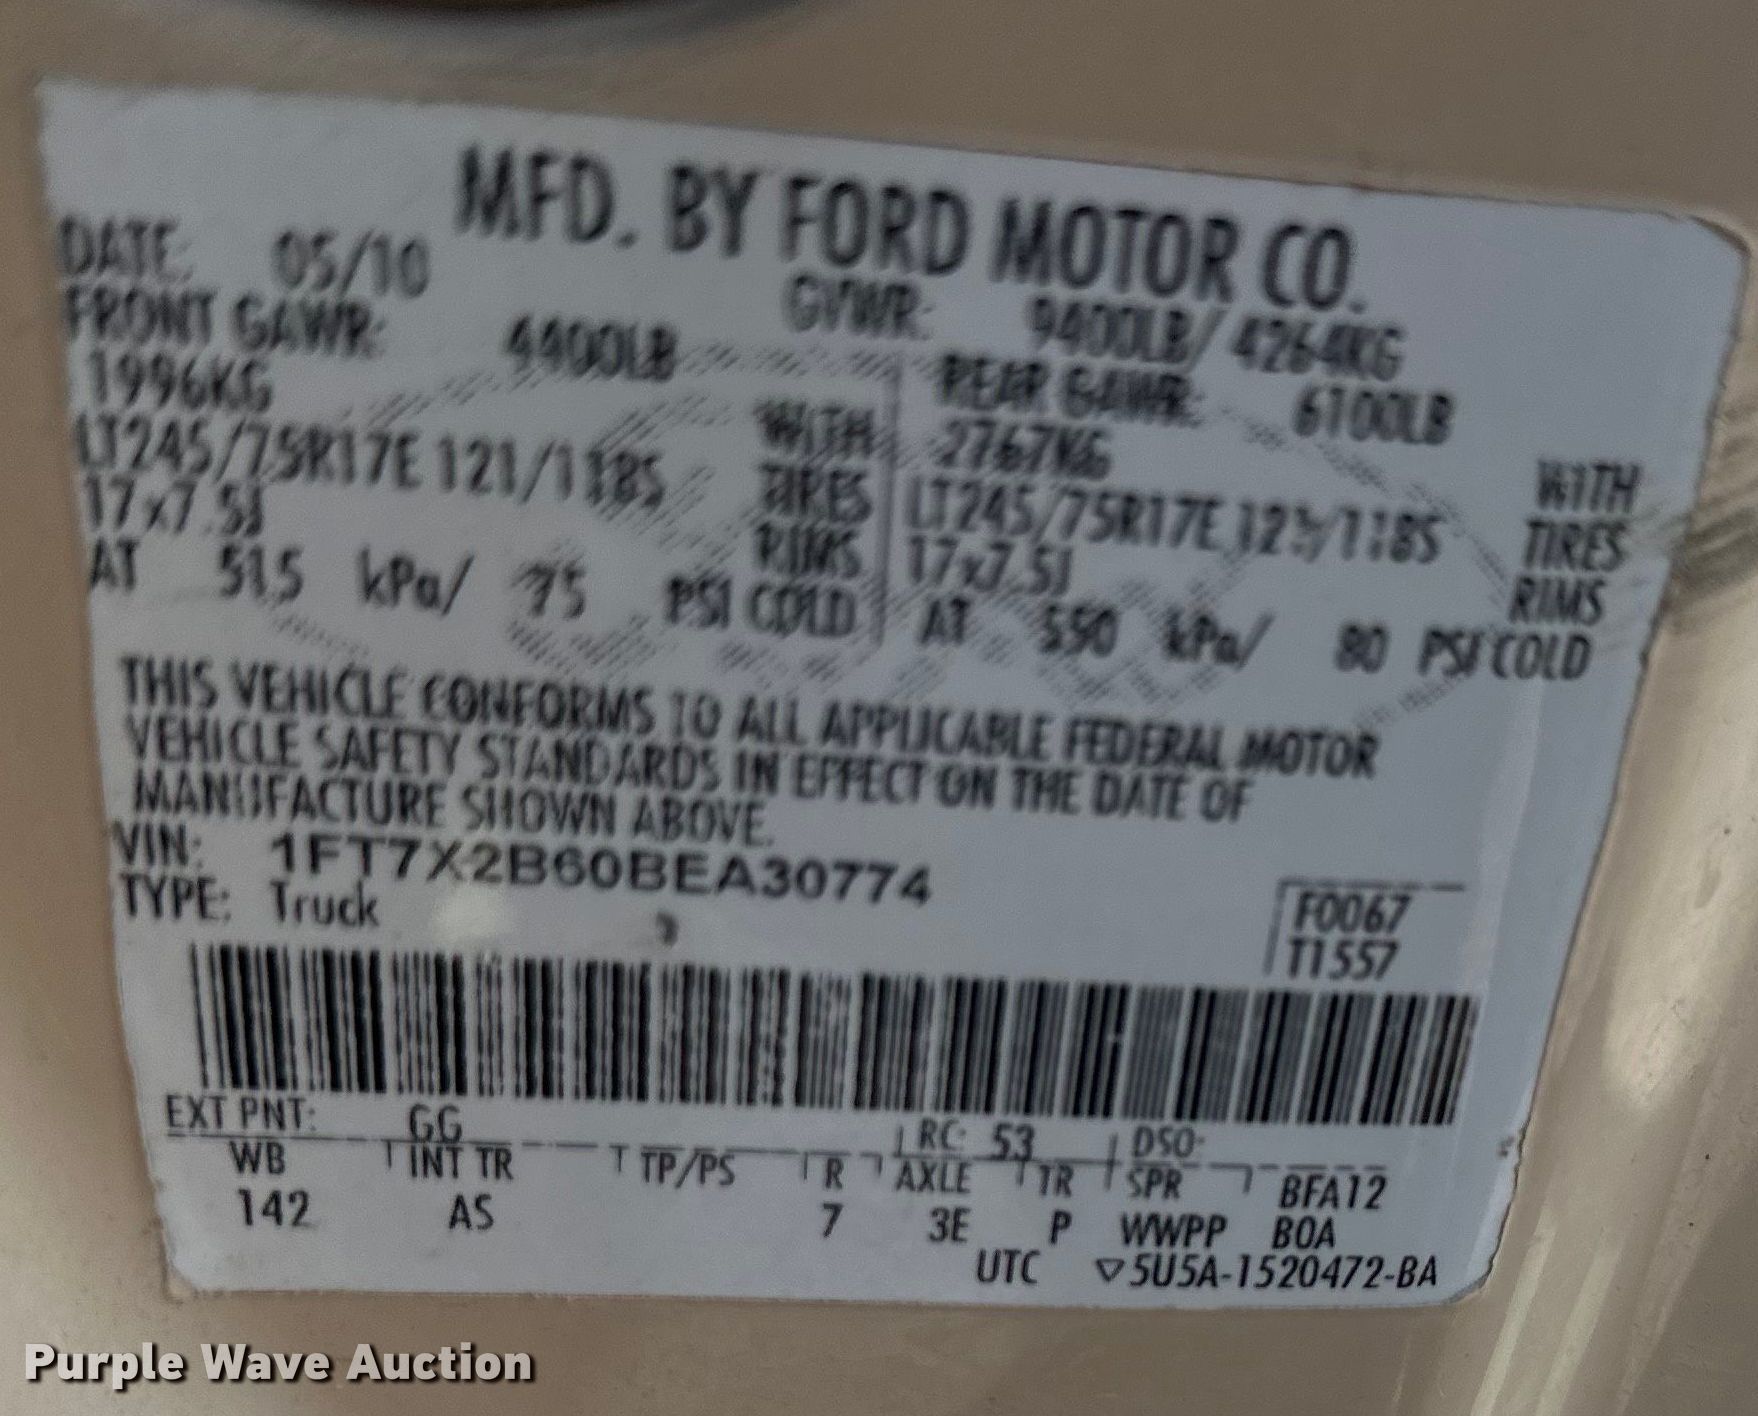 MFD. BY FORD MOTOR CO.
DATE: 05/10 GVWR: 9400LB/ 4264KG
FRONT GAWR: 4400LB REAR GAWR: 6100LB
1996KG WITH 2767KG WITH
LT245/75R17E 121/118S TIRES LT245/75R17E 121/118S TIRES
17x7.5J RIMS 17x7.5J RIMS
AT 515 kPa/ 75 PSI COLD AT 550 kPa/ 80 PSI COLD
THIS VEHICLE CONFORMS TO ALL APPLICABLE FEDERAL MOTOR
VEHICLE SAFETY STANDARDS IN EFFECT ON THE DATE OF
MANUFACTURE SHOWN ABOVE.
VIN: 1FT7X2B60BEA30774
TYPE: Truck F0067
T1557
EXT PNT: GG RC: 53 DSO:
WB INT TR TP/PS R AXLE TR SPR BFA12
142 AS 7 3E P WWPP BOA
UTC ▽5U5A-1520472-BA
Purple Wave Auction